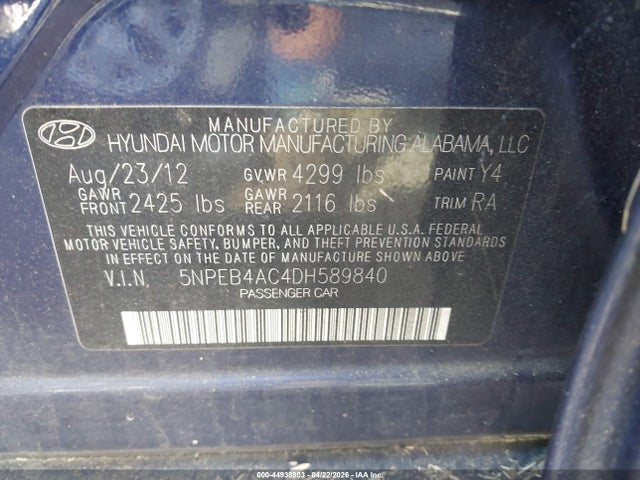 MANUFACTURED BY
HYUNDAI MOTOR MANUFACTURING ALABAMA, LLC
Aug/23/12 GVWR 4299 lbs PAINT Y4
GAWR FRONT 2425 lbs GAWR REAR 2116 lbs TRIM RA
THIS VEHICLE CONFORMS TO ALL APPLICABLE U.S.A. FEDERAL
MOTOR VEHICLE SAFETY, BUMPER, AND THEFT PREVENTION
STANDARDS IN EFFECT ON THE DATE OF MANUFACTURE SHOWN ABOVE.
V.I.N. 5NPEB4AC4DH589840
PASSENGER CAR
000-44938903 - 04/22/2026 - IAA Inc.